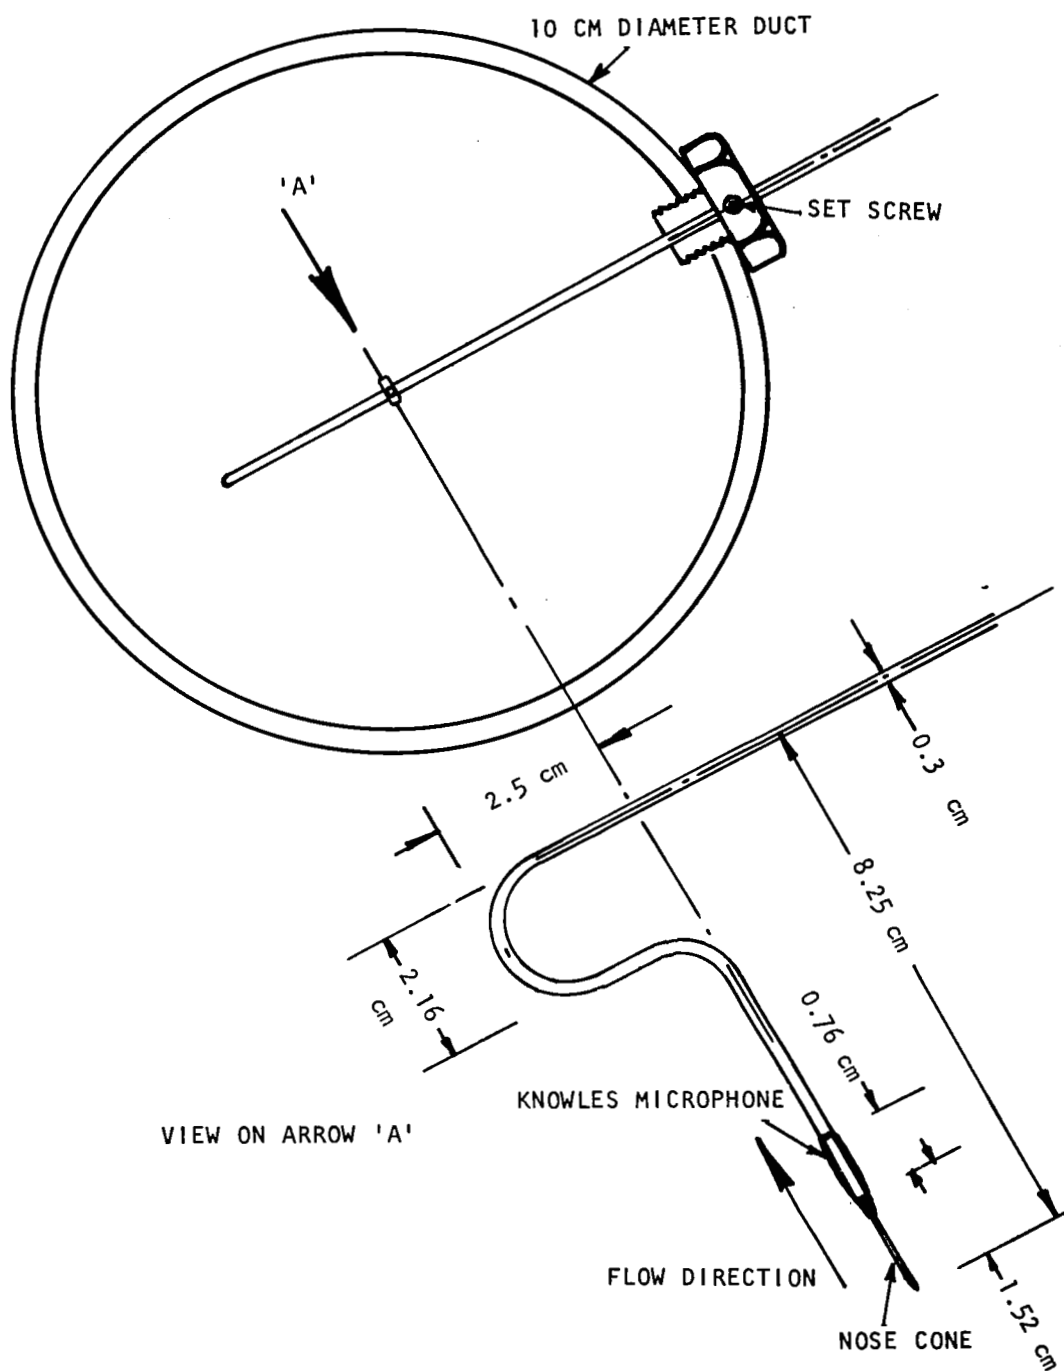 10 CM DIAMETER DUCT
'A'
SET SCREW
2.5 cm
0.3 cm
8.25 cm
2.16
cm
0.76 cm
KNOWLES MICROPHONE
VIEW ON ARROW 'A'
FLOW DIRECTION
1.52 cm
NOSE CONE